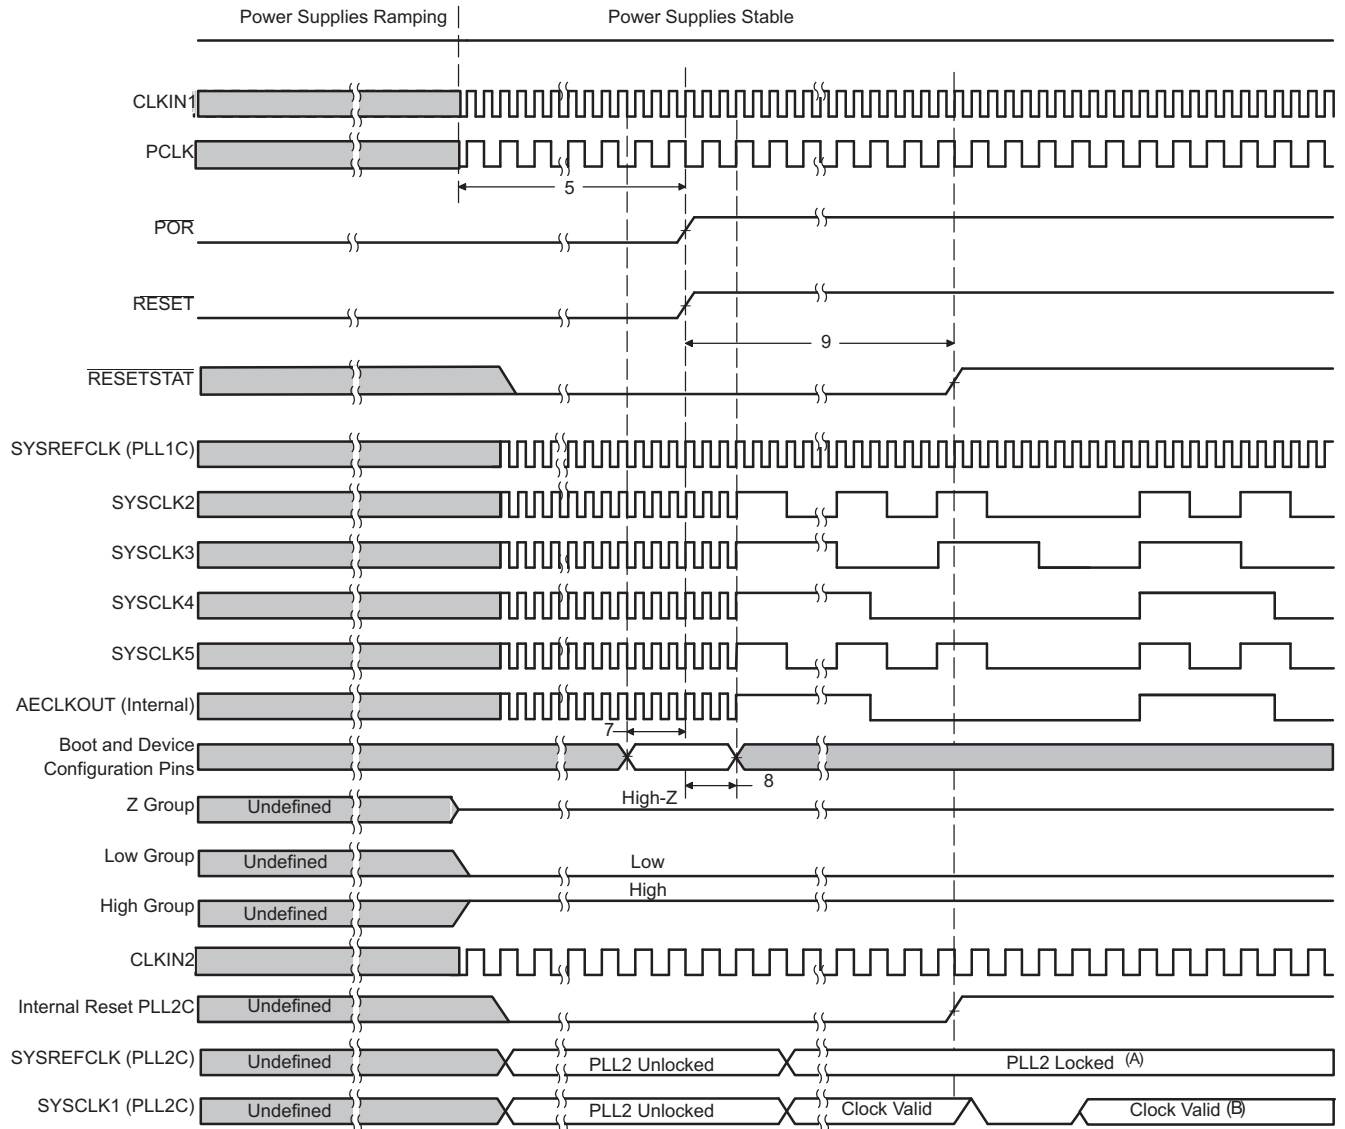 Power Supplies Ramping
Power Supplies Stable
CLKIN1
PCLK
5
POR
RESET
9
RESETSTAT
SYSREFCLK (PLL1C)
SYSCLK2
SYSCLK3
SYSCLK4
SYSCLK5
AECLKOUT (Internal)
7
Boot and Device
Configuration Pins
8
Z Group
Undefined
High-Z
Low Group
Undefined
Low
High Group
Undefined
High
CLKIN2
Internal Reset PLL2C
Undefined
SYSREFCLK (PLL2C)
Undefined
PLL2 Unlocked
PLL2 Locked (A)
SYSCLK1 (PLL2C)
Undefined
PLL2 Unlocked
Clock Valid
Clock Valid (B)